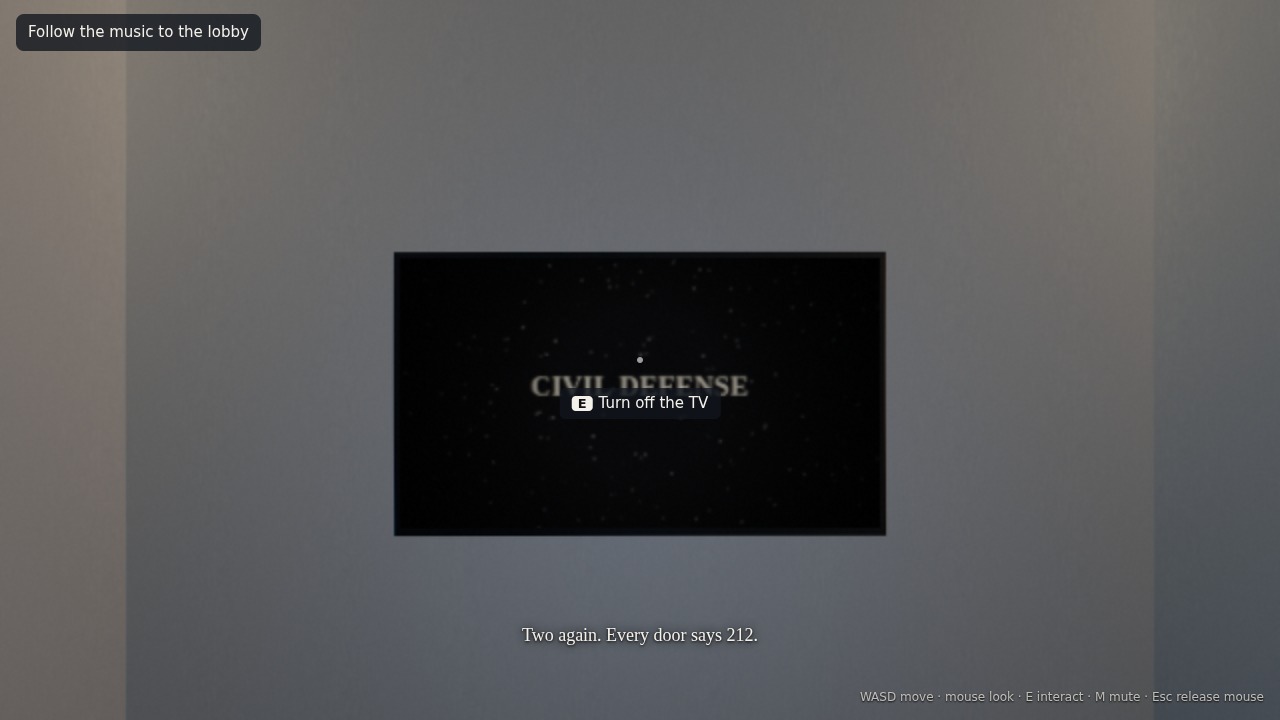 Follow the music to the lobby
CIVIL DEFENSE
E Turn off the TV
Two again. Every door says 212.
WASD move · mouse look · E interact · M mute · Esc release mouse